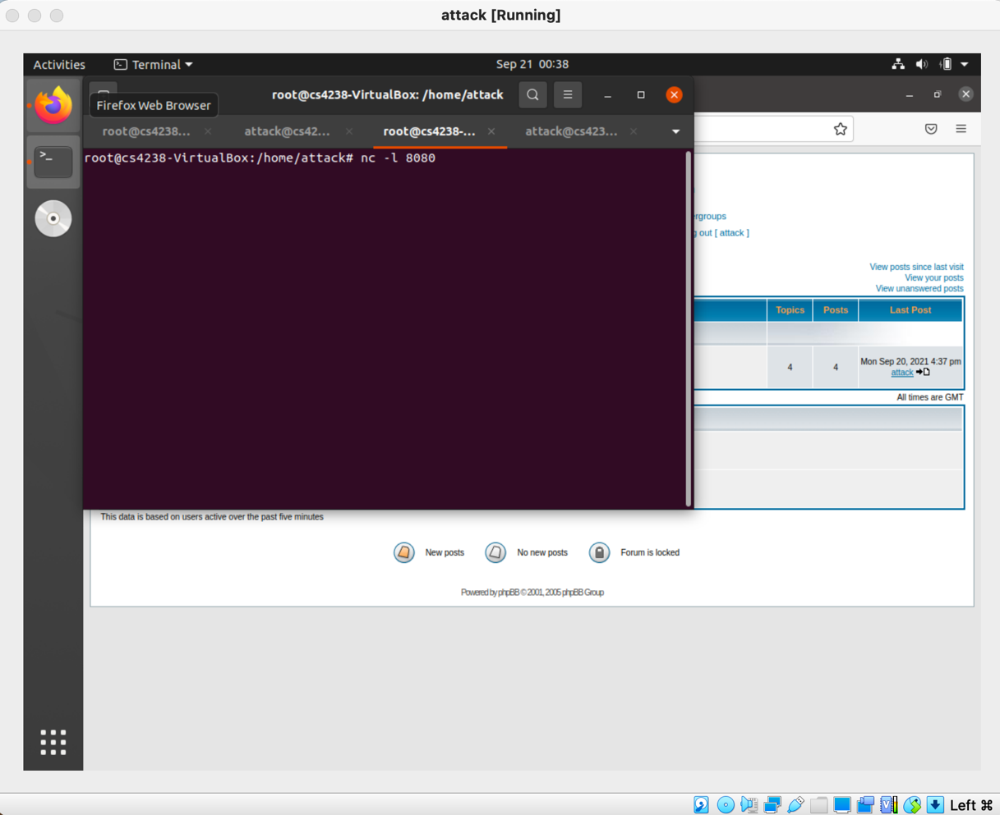 attack [Running]
Activities
Terminal
Sep 21 00:38
root@cs4238-VirtualBox: /home/attack
Firefox Web Browser
root@cs4238...
attack@cs42...
root@cs4238-...
attack@cs423...
root@cs4238-VirtualBox:/home/attack# nc -l 8080
ergroups
out [ attack ]
View posts since last visit
View your posts
View unanswered posts
Topics Posts Last Post
4 4 Mon Sep 20, 2021 4:37 pm
attack
All times are GMT
This data is based on users active over the past five minutes
New posts No new posts Forum is locked
Powered by phpBB © 2001, 2005 phpBB Group
Left ⌘